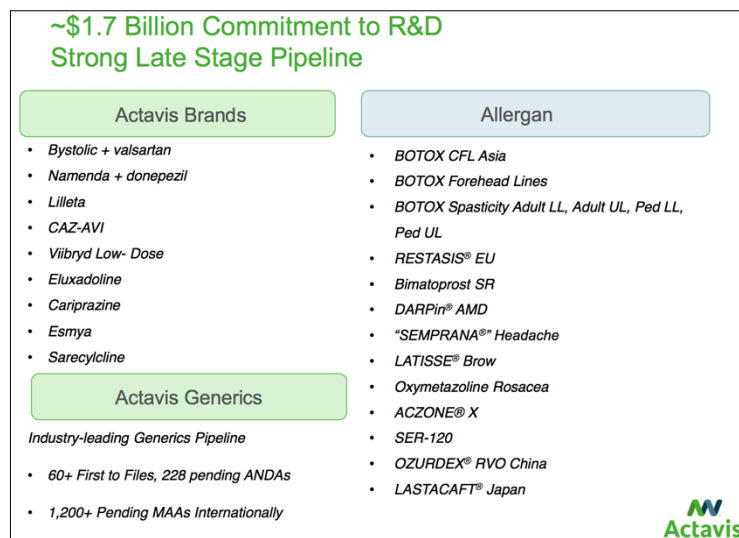 ~$1.7 Billion Commitment to R&D
Strong Late Stage Pipeline
Actavis Brands
• Bystolic + valsartan
• Namenda + donepezil
• Lilleta
• CAZ-AVI
• Viibryd Low- Dose
• Eluxadoline
• Cariprazine
• Esmya
• Sarecylcline
Actavis Generics
Industry-leading Generics Pipeline
• 60+ First to Files, 228 pending ANDAs
• 1,200+ Pending MAAs Internationally
Allergan
• BOTOX CFL Asia
• BOTOX Forehead Lines
• BOTOX Spasticity Adult LL, Adult UL, Ped LL,
Ped UL
• RESTASIS® EU
• Bimatoprost SR
• DARPin® AMD
• “SEMPRANA®” Headache
• LATISSE® Brow
• Oxymetazoline Rosacea
• ACZONE® X
• SER-120
• OZURDEX® RVO China
• LASTACAFT® Japan
Actavis